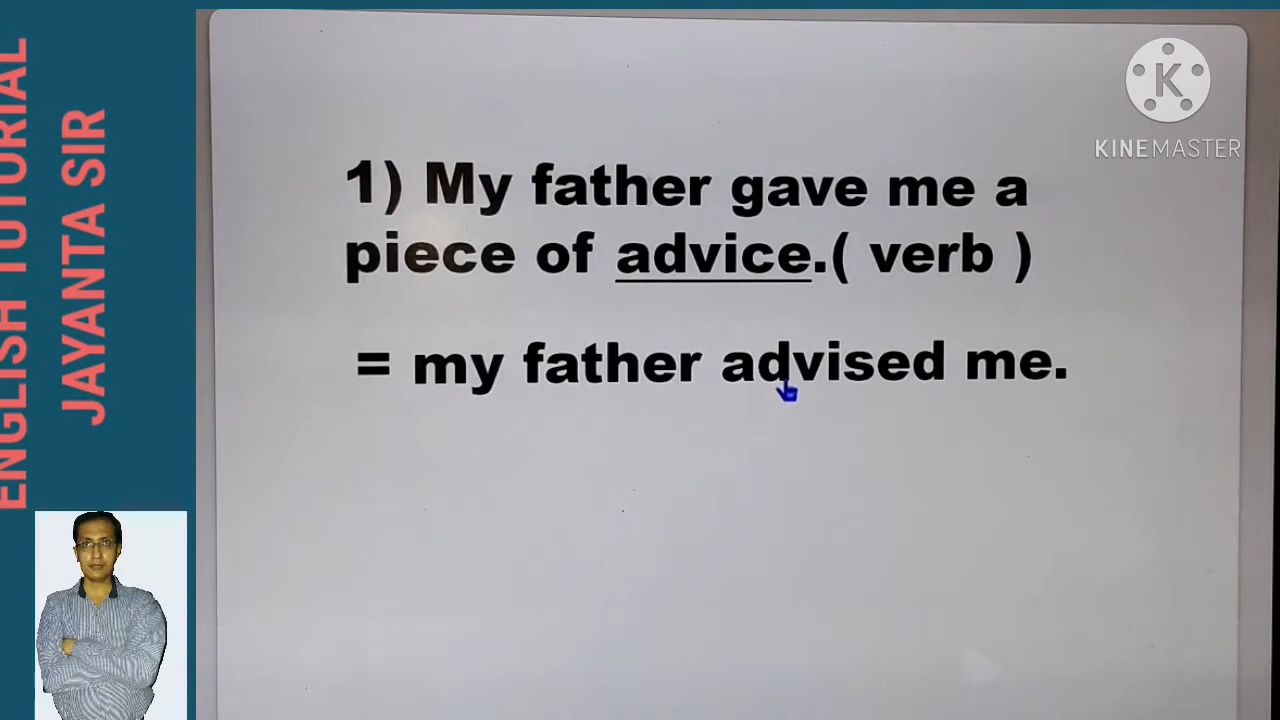 ENGLISH TUTORIAL
JAYANTA SIR
K
KINEMASTER
1) My father gave me a
piece of advice.( verb )
= my father advised me.